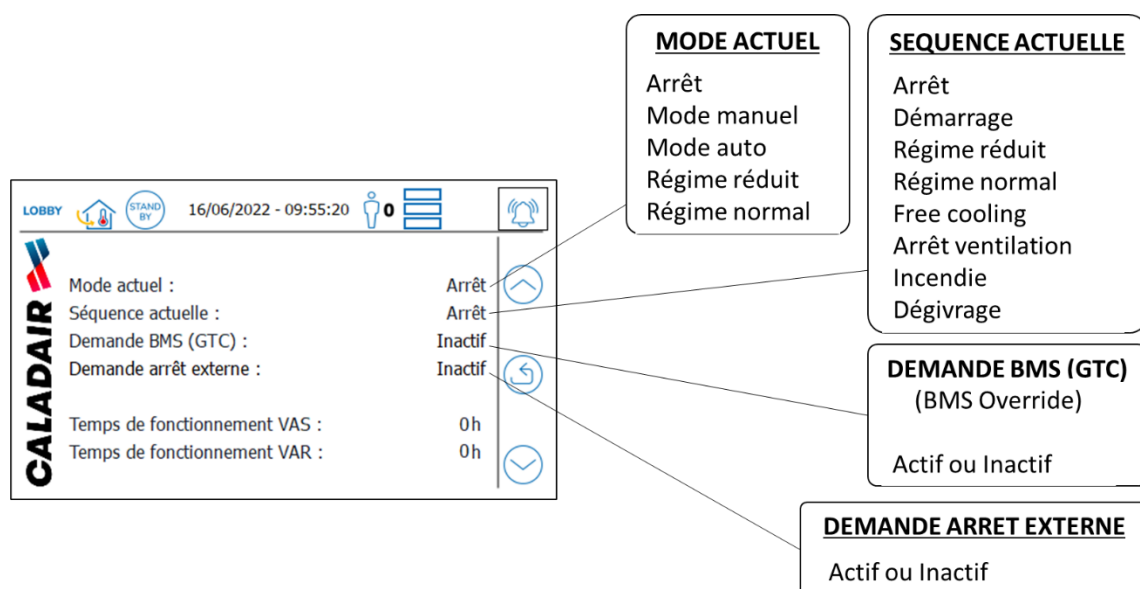 MODE ACTUEL
Arrêt
Mode manuel
Mode auto
Régime réduit
Régime normal
SEQUENCE ACTUELLE
Arrêt
Démarrage
Régime réduit
Régime normal
Free cooling
Arrêt ventilation
Incendie
Dégivrage
LOBBY
STAND
BY
16/06/2022 - 09:55:20
0
CALADAIR
Mode actuel : Arrêt
Séquence actuelle : Arrêt
Demande BMS (GTC) : Inactif
Demande arrêt externe : Inactif
Temps de fonctionnement VAS : 0 h
Temps de fonctionnement VAR : 0 h
DEMANDE BMS (GTC)
(BMS Override)
Actif ou Inactif
DEMANDE ARRET EXTERNE
Actif ou Inactif